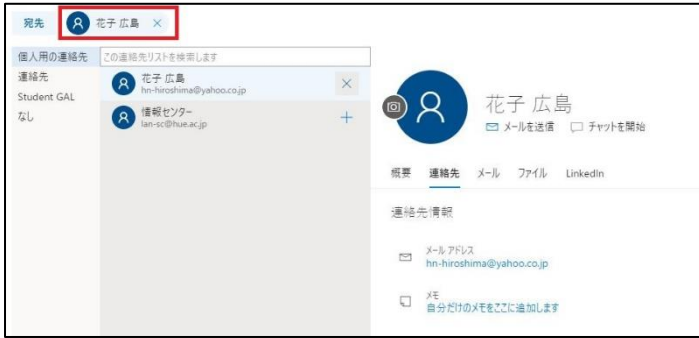 宛先 花子 広島 ×
個人用の連絡先
連絡先
Student GAL
なし
この連絡先リストを検索します
花子 広島
hn-hiroshima@yahoo.co.jp
情報センター
lan-sc@hue.ac.jp
花子 広島
メールを送信 チャットを開始
概要 連絡先 メール ファイル LinkedIn
連絡先情報
メール アドレス
hn-hiroshima@yahoo.co.jp
メモ
自分だけのメモをここに追加します